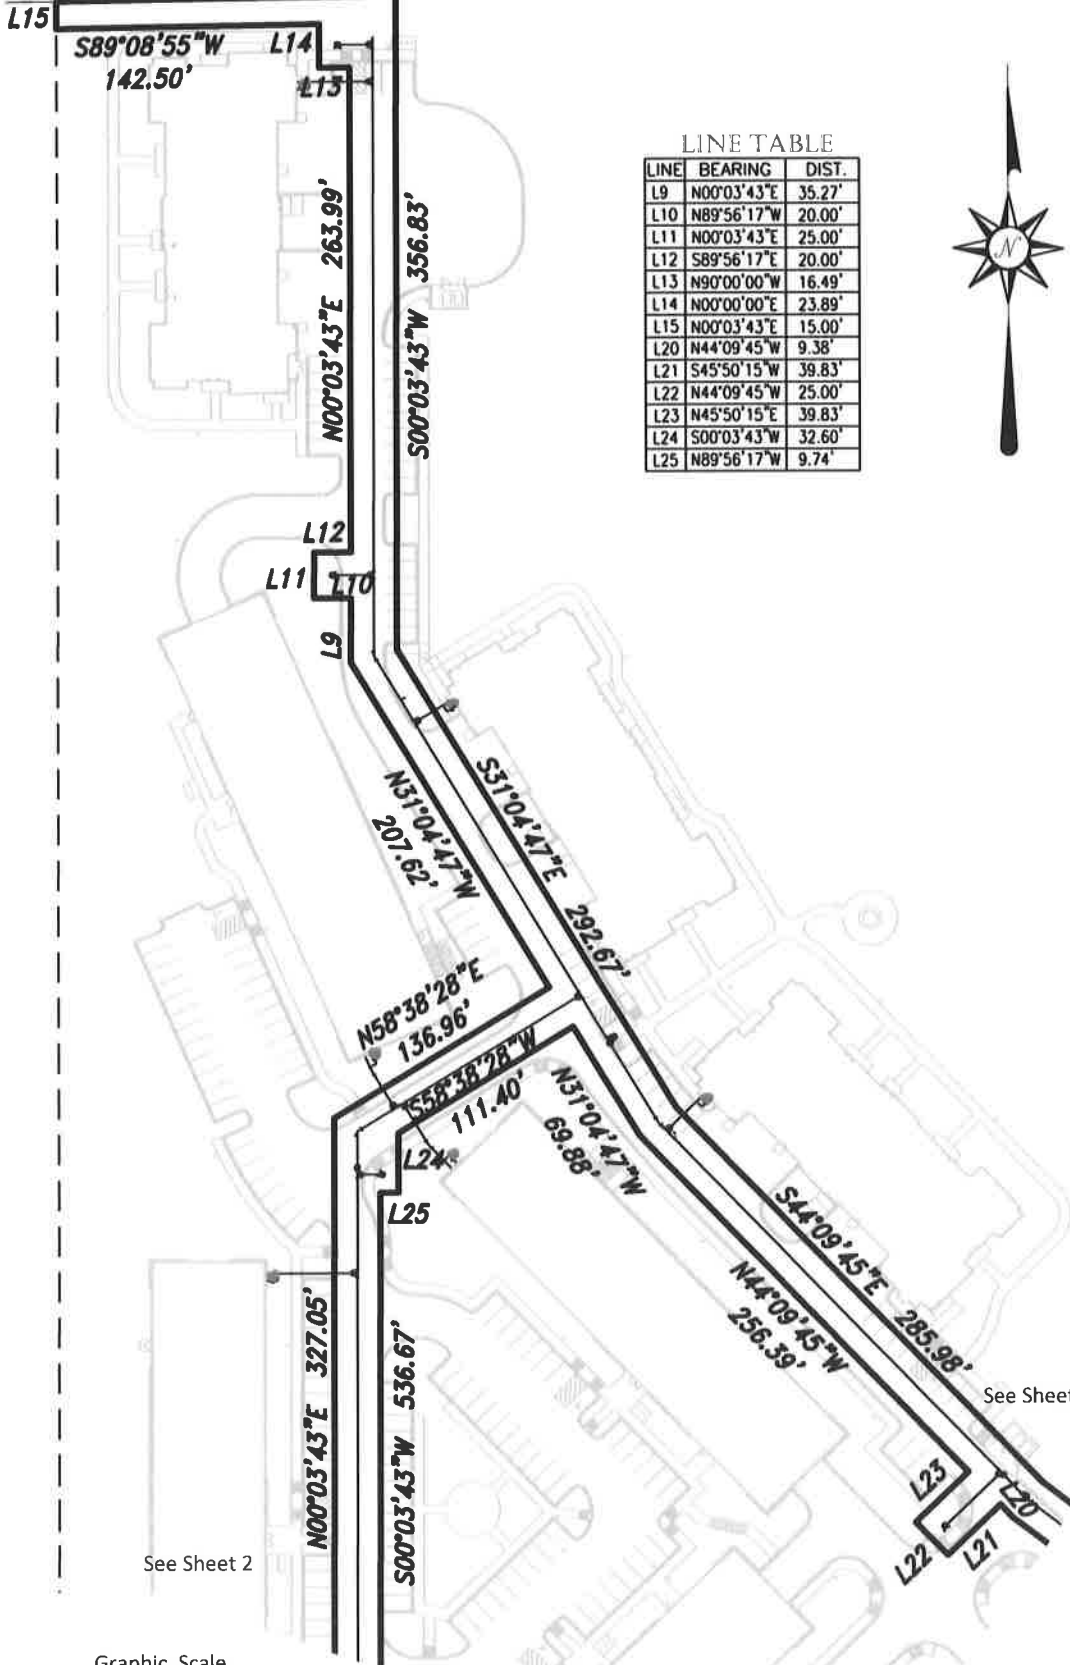 L15
S89°08'55"W
142.50'
L14
L13
LINE TABLE
LINE BEARING DIST.
L9 N00°03'43"E 35.27'
L10 N89°56'17"W 20.00'
L11 N00°03'43"E 25.00'
L12 S89°56'17"E 20.00'
L13 N90°00'00"W 16.49'
L14 N00°00'00"E 23.89'
L15 N00°03'43"E 15.00'
L20 N44°09'45"W 9.38'
L21 S45°50'15"W 39.83'
L22 N44°09'45"W 25.00'
L23 N45°50'15"E 39.83'
L24 S00°03'43"W 32.60'
L25 N89°56'17"W 9.74'
N
N00°03'43"E 263.99'
S00°03'43"W 356.83'
L12
L11
L10
L9
N31°04'47"W
207.62'
S31°04'47"E 292.67'
N58°38'28"E
136.96'
S58°38'28"W
111.40'
N31°04'47"W
69.88'
L24
L25
S44°09'45"E 285.98'
N44°09'45"W
256.39'
N00°03'43"E 327.05'
S00°03'43"W 536.67'
See Sheet
L23
L20
L22
L21
See Sheet 2
Graphic Scale